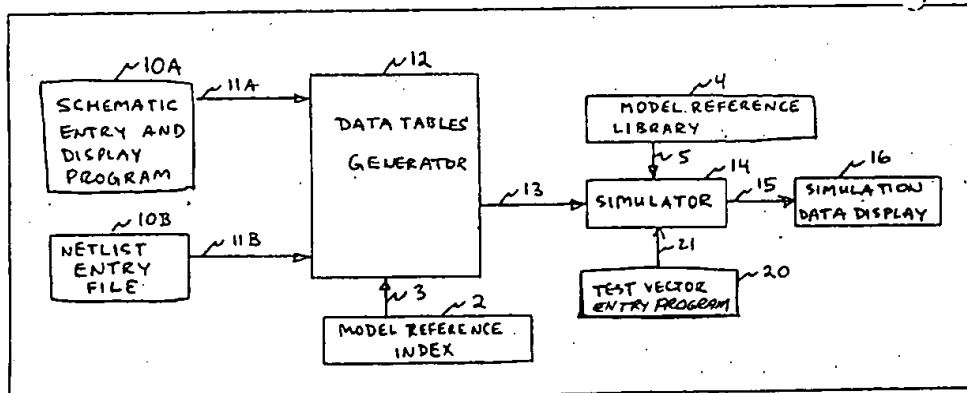 10A
SCHEMATIC
ENTRY AND
DISPLAY
PROGRAM
11A
10B
NETLIST
ENTRY
FILE
11B
12
DATA TABLES
GENERATOR
3
2
MODEL REFERENCE
INDEX
13
4
MODEL REFERENCE
LIBRARY
5
14
SIMULATOR
15
16
SIMULATION
DATA DISPLAY
21
20
TEST VECTOR
ENTRY PROGRAM